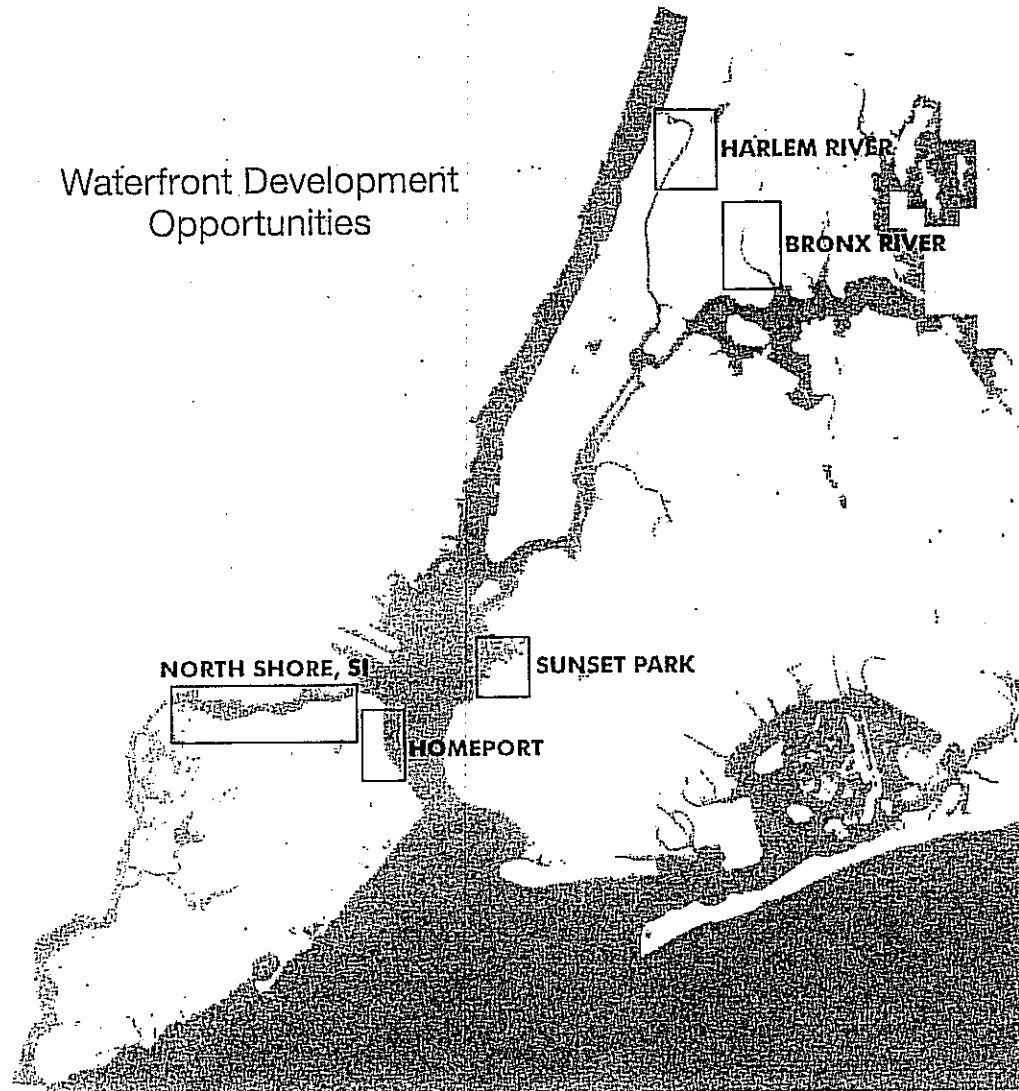 Waterfront Development
Opportunities
HARLEM RIVER
BRONX RIVER
NORTH SHORE, SI
SUNSET PARK
HOMEPORT